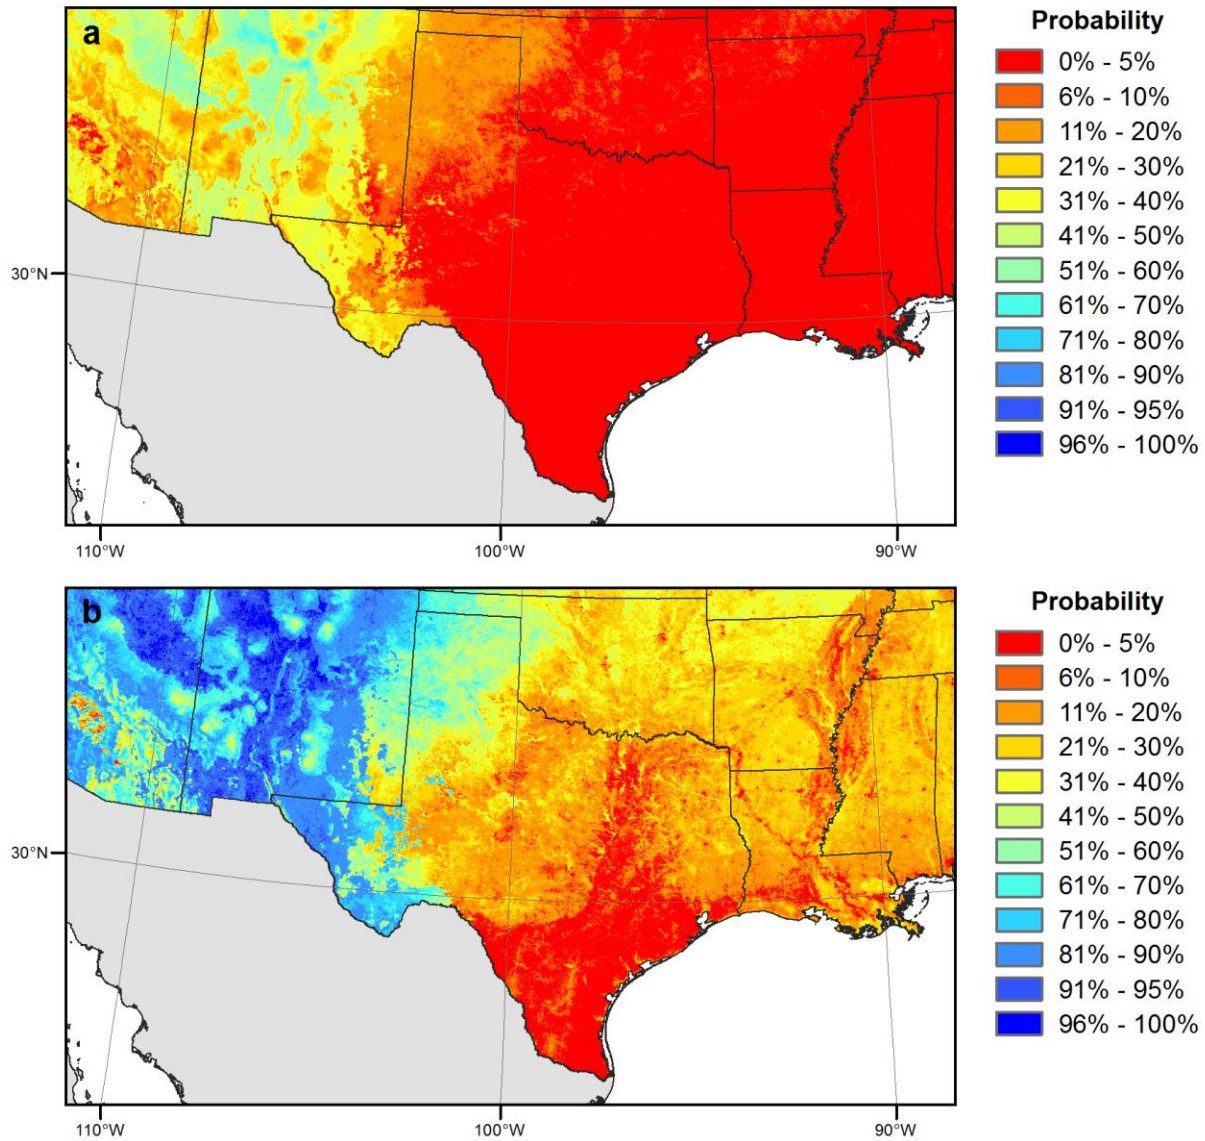 a
30°N
110°W
100°W
90°W
Probability
0% - 5%
6% - 10%
11% - 20%
21% - 30%
31% - 40%
41% - 50%
51% - 60%
61% - 70%
71% - 80%
81% - 90%
91% - 95%
96% - 100%
b
30°N
110°W
100°W
90°W
Probability
0% - 5%
6% - 10%
11% - 20%
21% - 30%
31% - 40%
41% - 50%
51% - 60%
61% - 70%
71% - 80%
81% - 90%
91% - 95%
96% - 100%